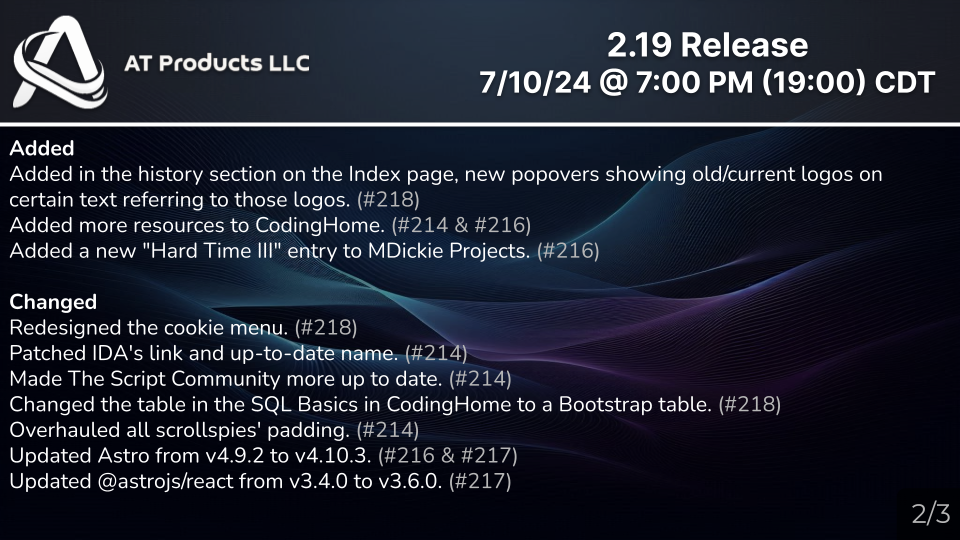 AT Products LLC
2.19 Release
7/10/24 @ 7:00 PM (19:00) CDT
Added
Added in the history section on the Index page, new popovers showing old/current logos on
certain text referring to those logos. (#218)
Added more resources to CodingHome. (#214 & #216)
Added a new "Hard Time III" entry to MDickie Projects. (#216)
Changed
Redesigned the cookie menu. (#218)
Patched IDA's link and up-to-date name. (#214)
Made The Script Community more up to date. (#214)
Changed the table in the SQL Basics in CodingHome to a Bootstrap table. (#218)
Overhauled all scrollspies' padding. (#214)
Updated Astro from v4.9.2 to v4.10.3. (#216 & #217)
Updated @astrojs/react from v3.4.0 to v3.6.0. (#217)
2/3